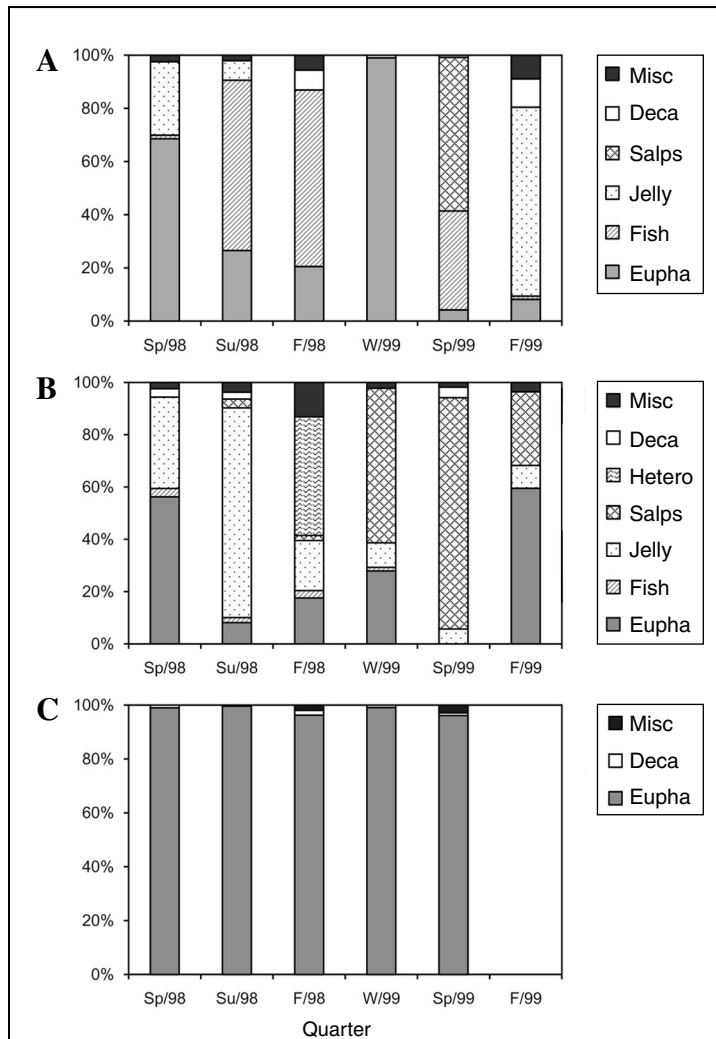 A
100%
80%
60%
40%
20%
0%
Sp/98 Su/98 F/98 W/99 Sp/99 F/99
Misc
Deca
Salps
Jelly
Fish
Eupha
B
100%
80%
60%
40%
20%
0%
Sp/98 Su/98 F/98 W/99 Sp/99 F/99
Misc
Deca
Hetero
Salps
Jelly
Fish
Eupha
C
100%
80%
60%
40%
20%
0%
Sp/98 Su/98 F/98 W/99 Sp/99 F/99
Misc
Deca
Eupha
Quarter